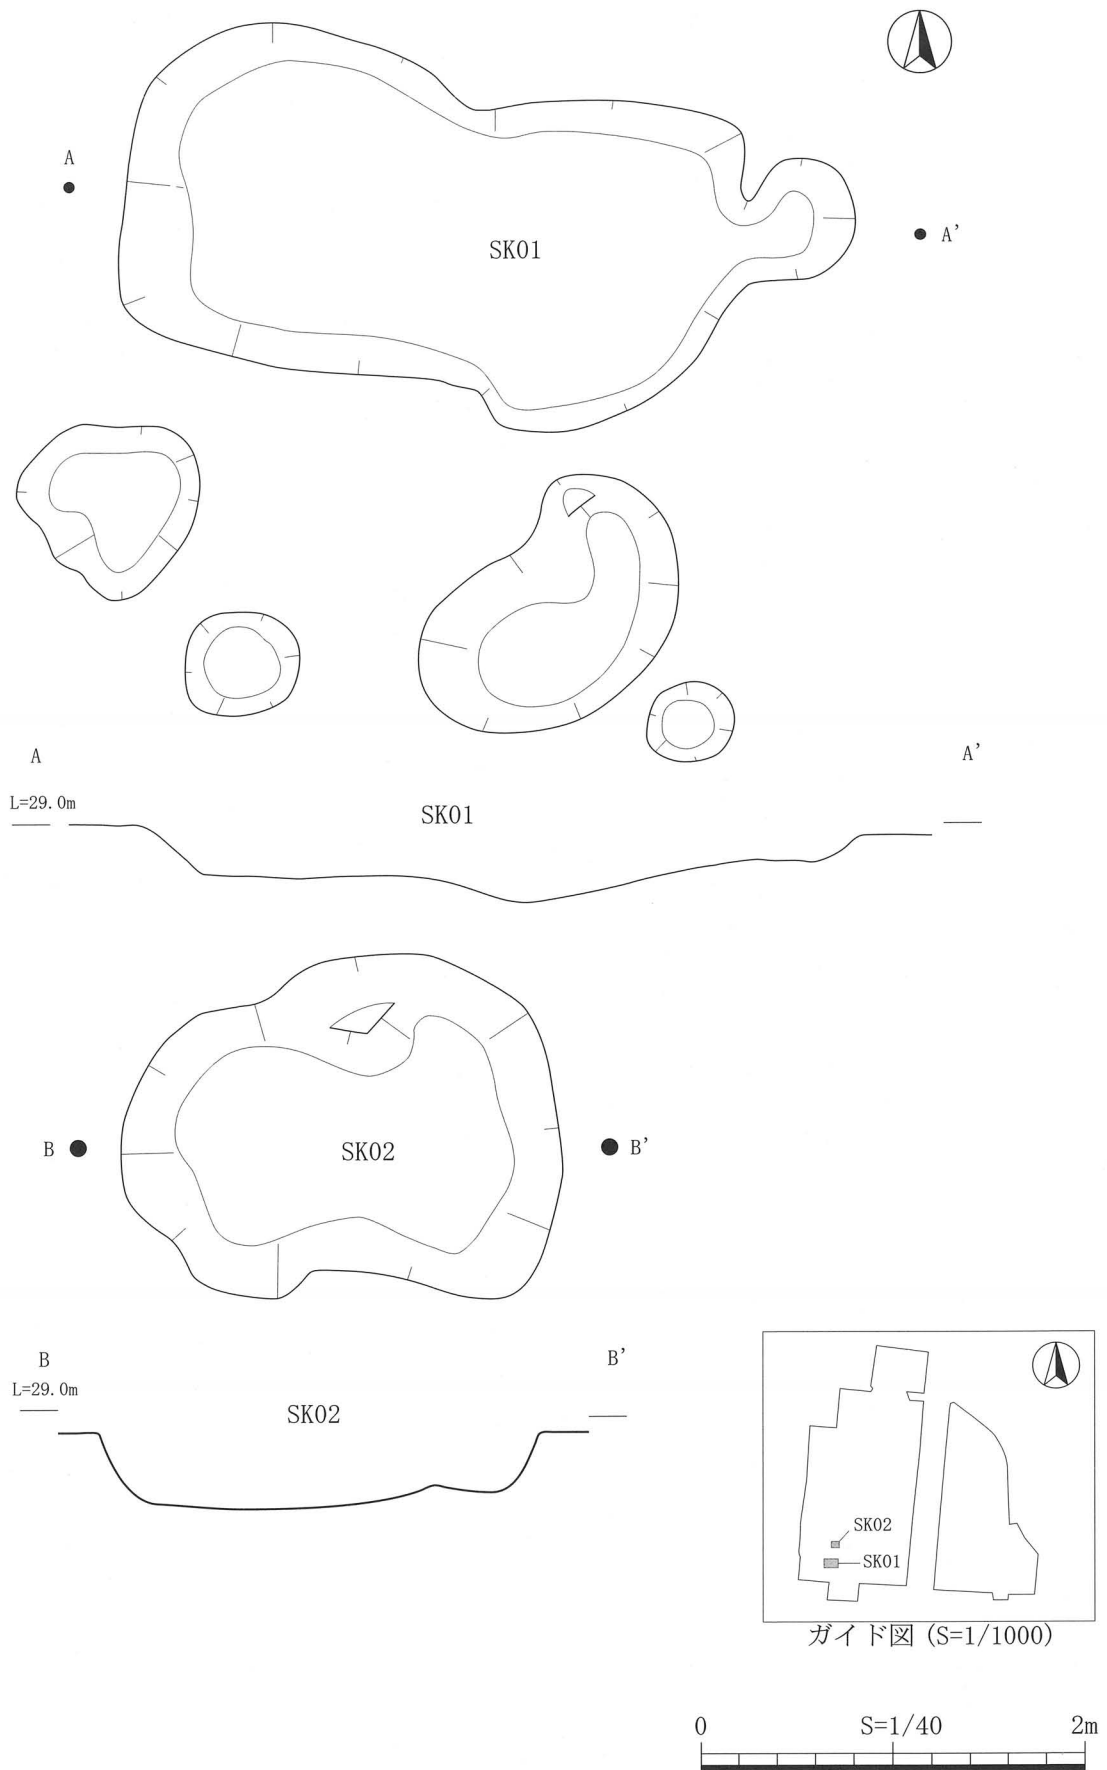 A
SK01
A'
A
A'
L=29.0m
SK01
B
SK02
B'
B
B'
L=29.0m
SK02
SK02
SK01
ガイド図 (S=1/1000)
0 S=1/40 2m